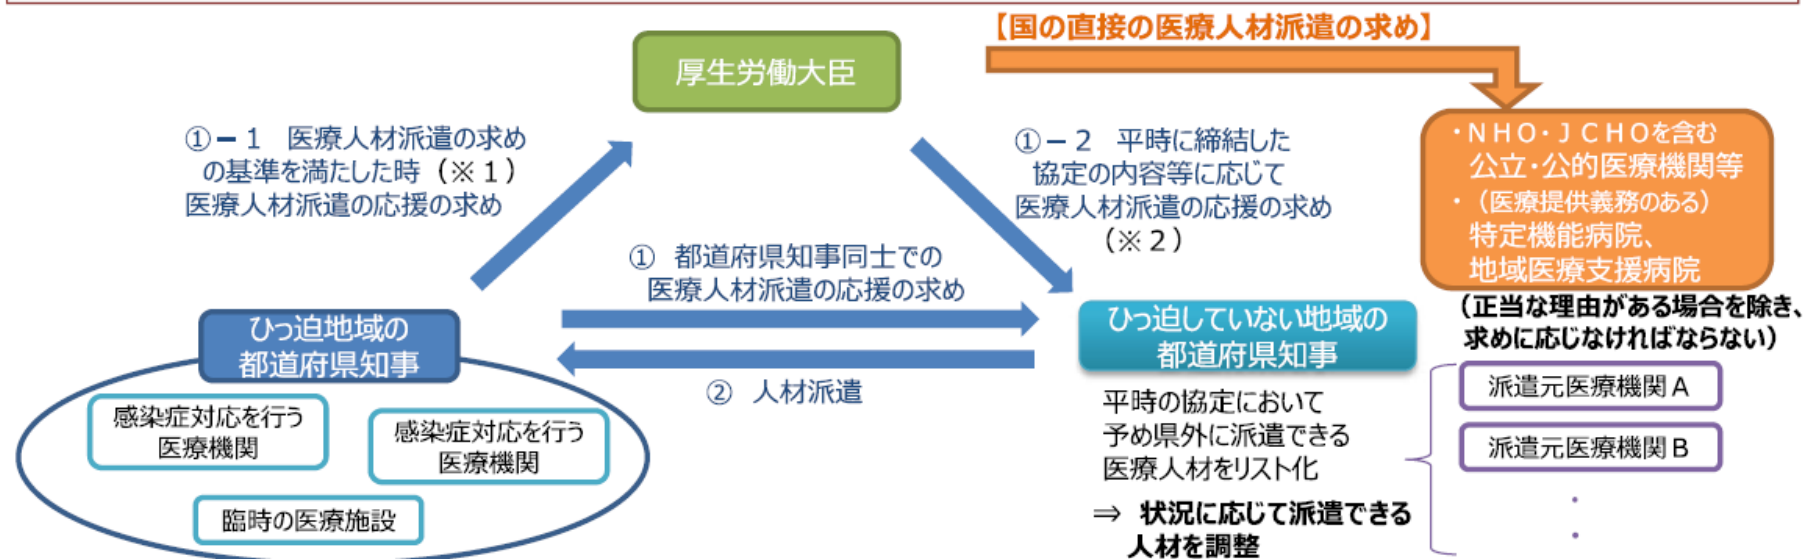 【国の直接の医療人材派遣の求め】
厚生労働大臣
①－１　医療人材派遣の求め
の基準を満たした時（※１）
医療人材派遣の応援の求め
①－２　平時に締結した
協定の内容等に応じて
医療人材派遣の応援の求め
（※２）
・ＮＨＯ・ＪＣＨＯを含む
公立・公的医療機関等
・（医療提供義務のある）
特定機能病院、
地域医療支援病院
（正当な理由がある場合を除き、
求めに応じなければならない）
①　都道府県知事同士での
医療人材派遣の応援の求め
ひっ迫地域の
都道府県知事
ひっ迫していない地域の
都道府県知事
②　人材派遣
感染症対応を行う
医療機関
感染症対応を行う
医療機関
臨時の医療施設
平時の協定において
予め県外に派遣できる
医療人材をリスト化
⇒　状況に応じて派遣できる
人材を調整
派遣元医療機関Ａ
派遣元医療機関Ｂ
・
・